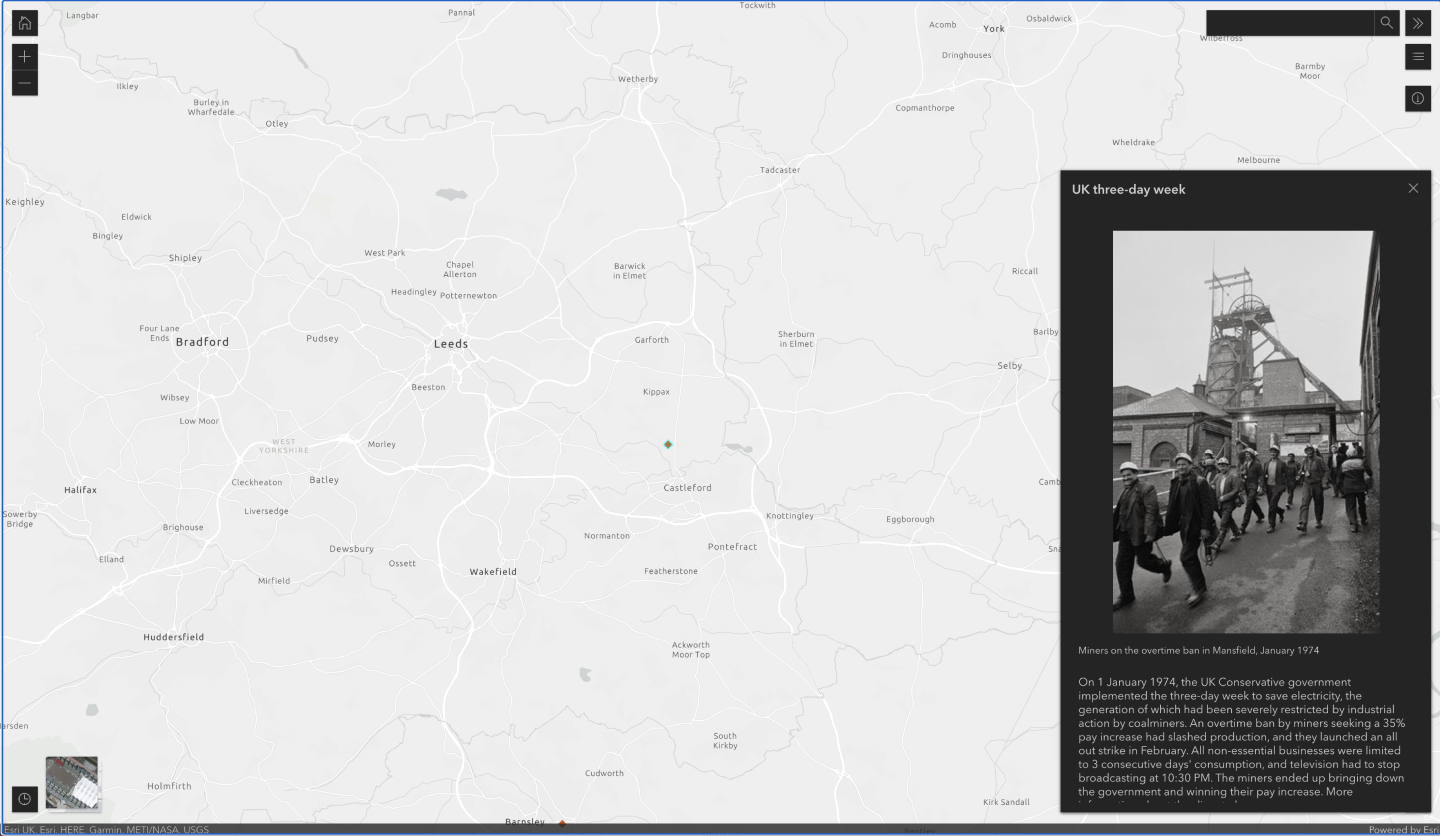 Langbar
Pannal
Tockwith
Acomb
York
Osbaldwick
Dringhouses
Wilberfoss
Barmby
Moor
Ilkley
Burley in
Wharfedale
Otley
Wetherby
Copmanthorpe
Wheldrake
Melbourne
Tadcaster
Keighley
Eldwick
Bingley
Shipley
West Park
Chapel
Allerton
Headingley
Potternewton
Barwick
in Elmet
Riccall
Four Lane
Ends
Bradford
Pudsey
Leeds
Garforth
Sherburn
in Elmet
Barlby
Selby
Beeston
Kippax
Wibsey
Low Moor
WEST
YORKSHIRE
Morley
Cleckheaton
Batley
Castleford
Camb
Halifax
Sowerby
Bridge
Liversedge
Brighouse
Knottingley
Eggborough
Normanton
Pontefract
Dewsbury
Ossett
Elland
Mirfield
Wakefield
Featherstone
Sna
Huddersfield
Ackworth
Moor Top
arsden
South
Kirkby
Holmfirth
Cudworth
Kirk Sandall
Barnsley
Bentley
UK three-day week
Miners on the overtime ban in Mansfield, January 1974
On 1 January 1974, the UK Conservative government
implemented the three-day week to save electricity, the
generation of which had been severely restricted by industrial
action by coalminers. An overtime ban by miners seeking a 35%
pay increase had slashed production, and they launched an all
out strike in February. All non-essential businesses were limited
to 3 consecutive days' consumption, and television had to stop
broadcasting at 10:30 PM. The miners ended up bringing down
the government and winning their pay increase. More
Esri UK, Esri, HERE, Garmin, METI/NASA, USGS
Powered by Esri